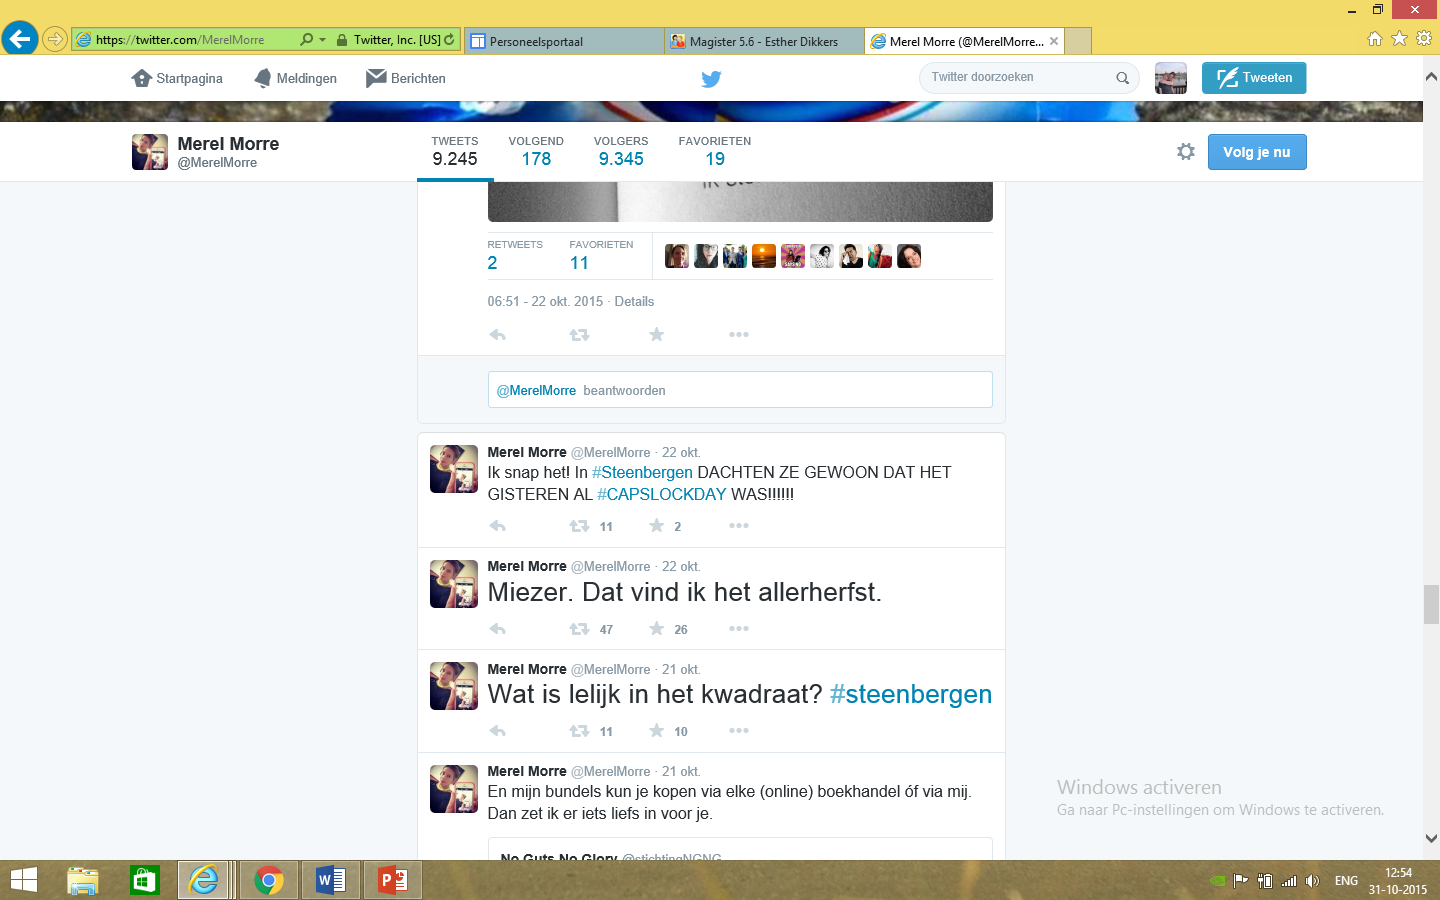 https://twitter.com/MerelMorre
Twitter, Inc. [US]
Personeelsportaal
Magister 5.6 - Esther Dikkers
Merel Morre (@MerelMorre...
Startpagina
Meldingen
Berichten
Twitter doorzoeken
Tweeten
Merel Morre
@MerelMorre
TWEETS
9.245
VOLGEND
178
VOLGERS
9.345
FAVORIETEN
19
Volg je nu
RETWEETS
2
FAVORIETEN
11
06:51 - 22 okt. 2015 · Details
@MerelMorre beantwoorden
Merel Morre @MerelMorre · 22 okt.
Ik snap het! In #Steenbergen DACHTEN ZE GEWOON DAT HET
GISTEREN AL #CAPSLOCKDAY WAS!!!!!!
11 2
Merel Morre @MerelMorre · 22 okt.
Miezer. Dat vind ik het allerherfst.
47 26
Merel Morre @MerelMorre · 21 okt.
Wat is lelijk in het kwadraat? #steenbergen
11 10
Merel Morre @MerelMorre · 21 okt.
En mijn bundels kun je kopen via elke (online) boekhandel óf via mij.
Dan zet ik er iets liefs in voor je.
No Guts No Glory @stichtingNGNG
Windows activeren
Ga naar Pc-instellingen om Windows te activeren.
ENG
12:54
31-10-2015